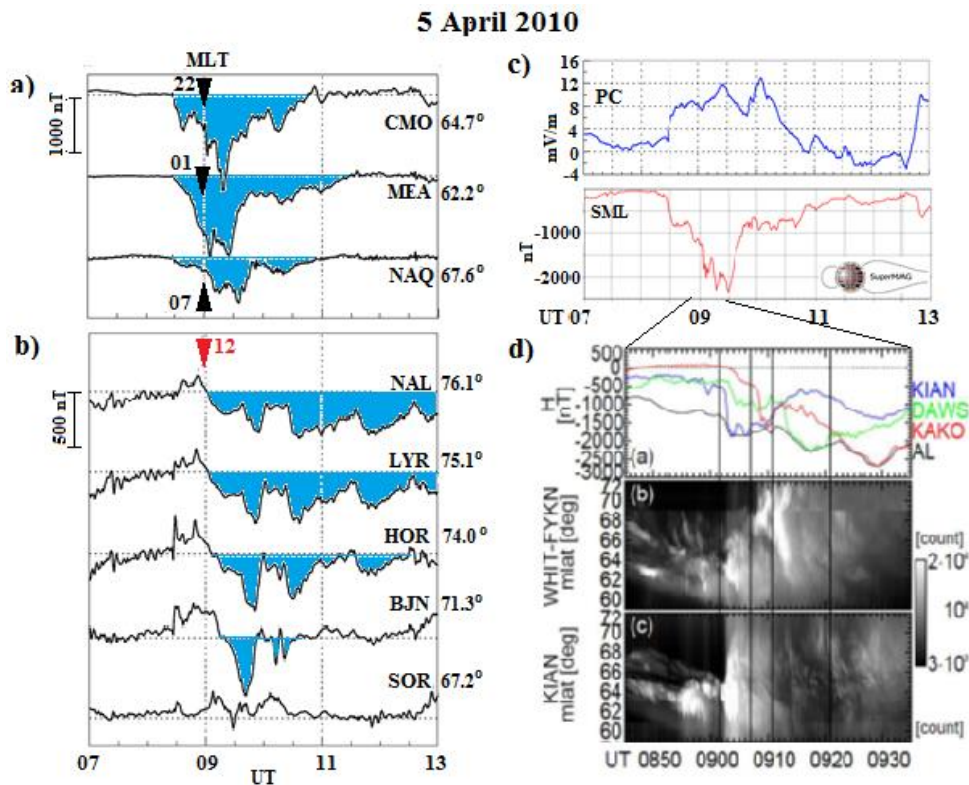 5 April 2010
a)
MLT
22
1000 nT
CMO 64.7°
01
MEA 62.2°
NAQ 67.6°
07
b)
12
500 nT
NAL 76.1°
LYR 75.1°
HOR 74.0°
BJN 71.3°
SOR 67.2°
07 09 11 13
UT
c)
16
12
8
4
0
-4
mV/m
PC
SML
-1000
-2000
nT
SuperMAG
UT 07 09 11 13
d)
500
0
-500
-1000
-1500
-2000
-2500
-3000
H [nT]
(a)
KIAN
DAWS
KAKO
AL
72
70
68
66
64
62
60
WHIT-FYKN
mlat [deg]
(b)
[count]
72
70
68
66
64
62
60
KIAN
mlat [deg]
(c)
[count]
UT 0850 0900 0910 0920 0930